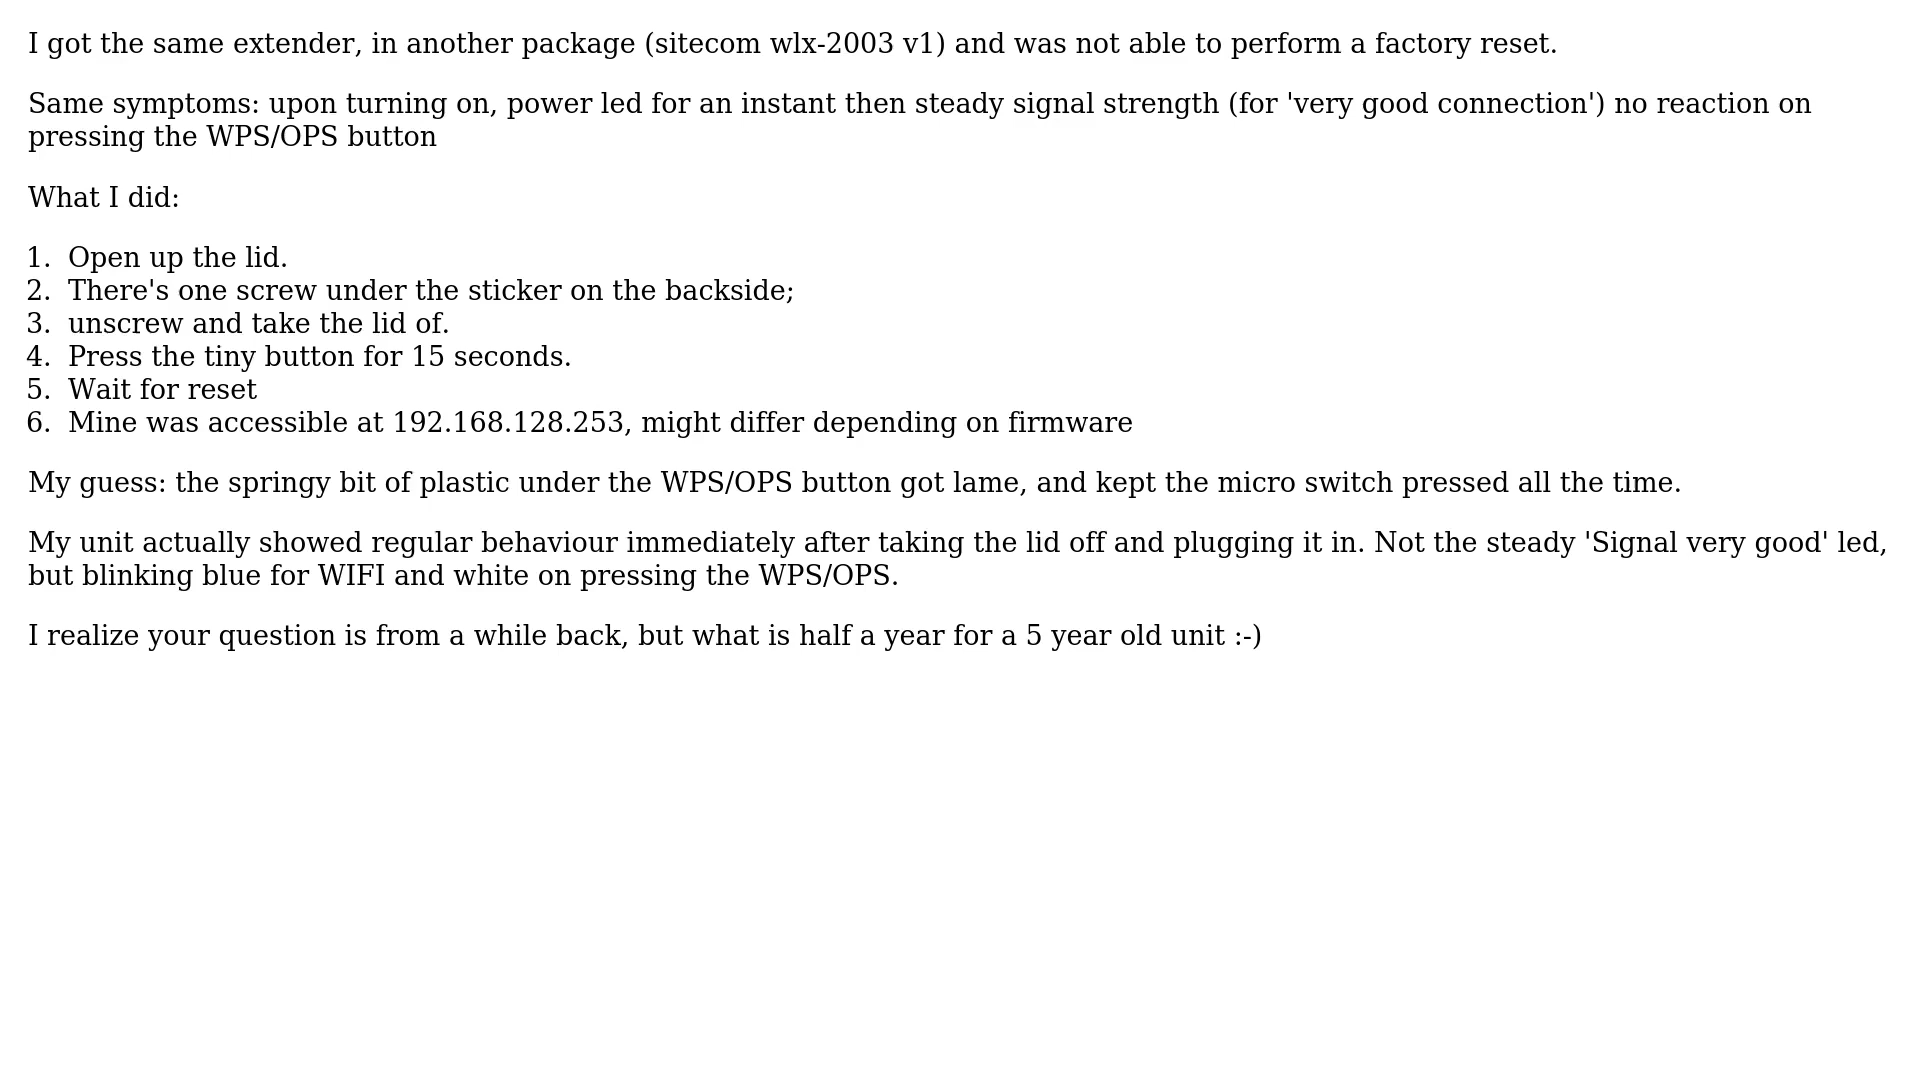 I got the same extender, in another package (sitecom wlx-2003 v1) and was not able to perform a factory reset.
Same symptoms: upon turning on, power led for an instant then steady signal strength (for 'very good connection') no reaction on
pressing the WPS/OPS button
What I did:
1. Open up the lid.
2. There's one screw under the sticker on the backside;
3. unscrew and take the lid of.
4. Press the tiny button for 15 seconds.
5. Wait for reset
6. Mine was accessible at 192.168.128.253, might differ depending on firmware
My guess: the springy bit of plastic under the WPS/OPS button got lame, and kept the micro switch pressed all the time.
My unit actually showed regular behaviour immediately after taking the lid off and plugging it in. Not the steady 'Signal very good' led,
but blinking blue for WIFI and white on pressing the WPS/OPS.
I realize your question is from a while back, but what is half a year for a 5 year old unit :-)